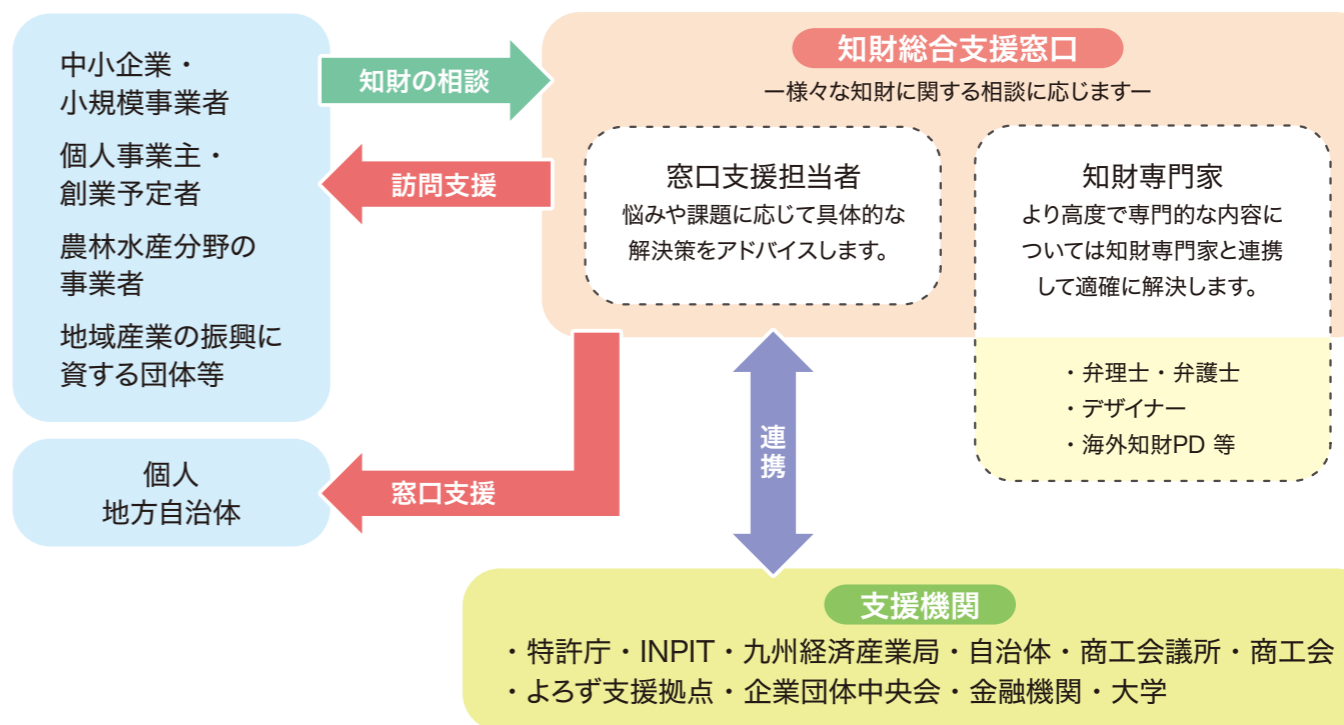 中小企業・
小規模事業者
個人事業主・
創業予定者
農林水産分野の
事業者
地域産業の振興に
資する団体等
個人
地方自治体
知財の相談
訪問支援
窓口支援
知財総合支援窓口
ー様々な知財に関する相談に応じますー
窓口支援担当者
悩みや課題に応じて具体的な
解決策をアドバイスします。
知財専門家
より高度で専門的な内容に
ついては知財専門家と連携
して適確に解決します。
・弁理士・弁護士
・デザイナー
・海外知財PD 等
連携
支援機関
・特許庁・INPIT・九州経済産業局・自治体・商工会議所・商工会
・よろず支援拠点・企業団体中央会・金融機関・大学